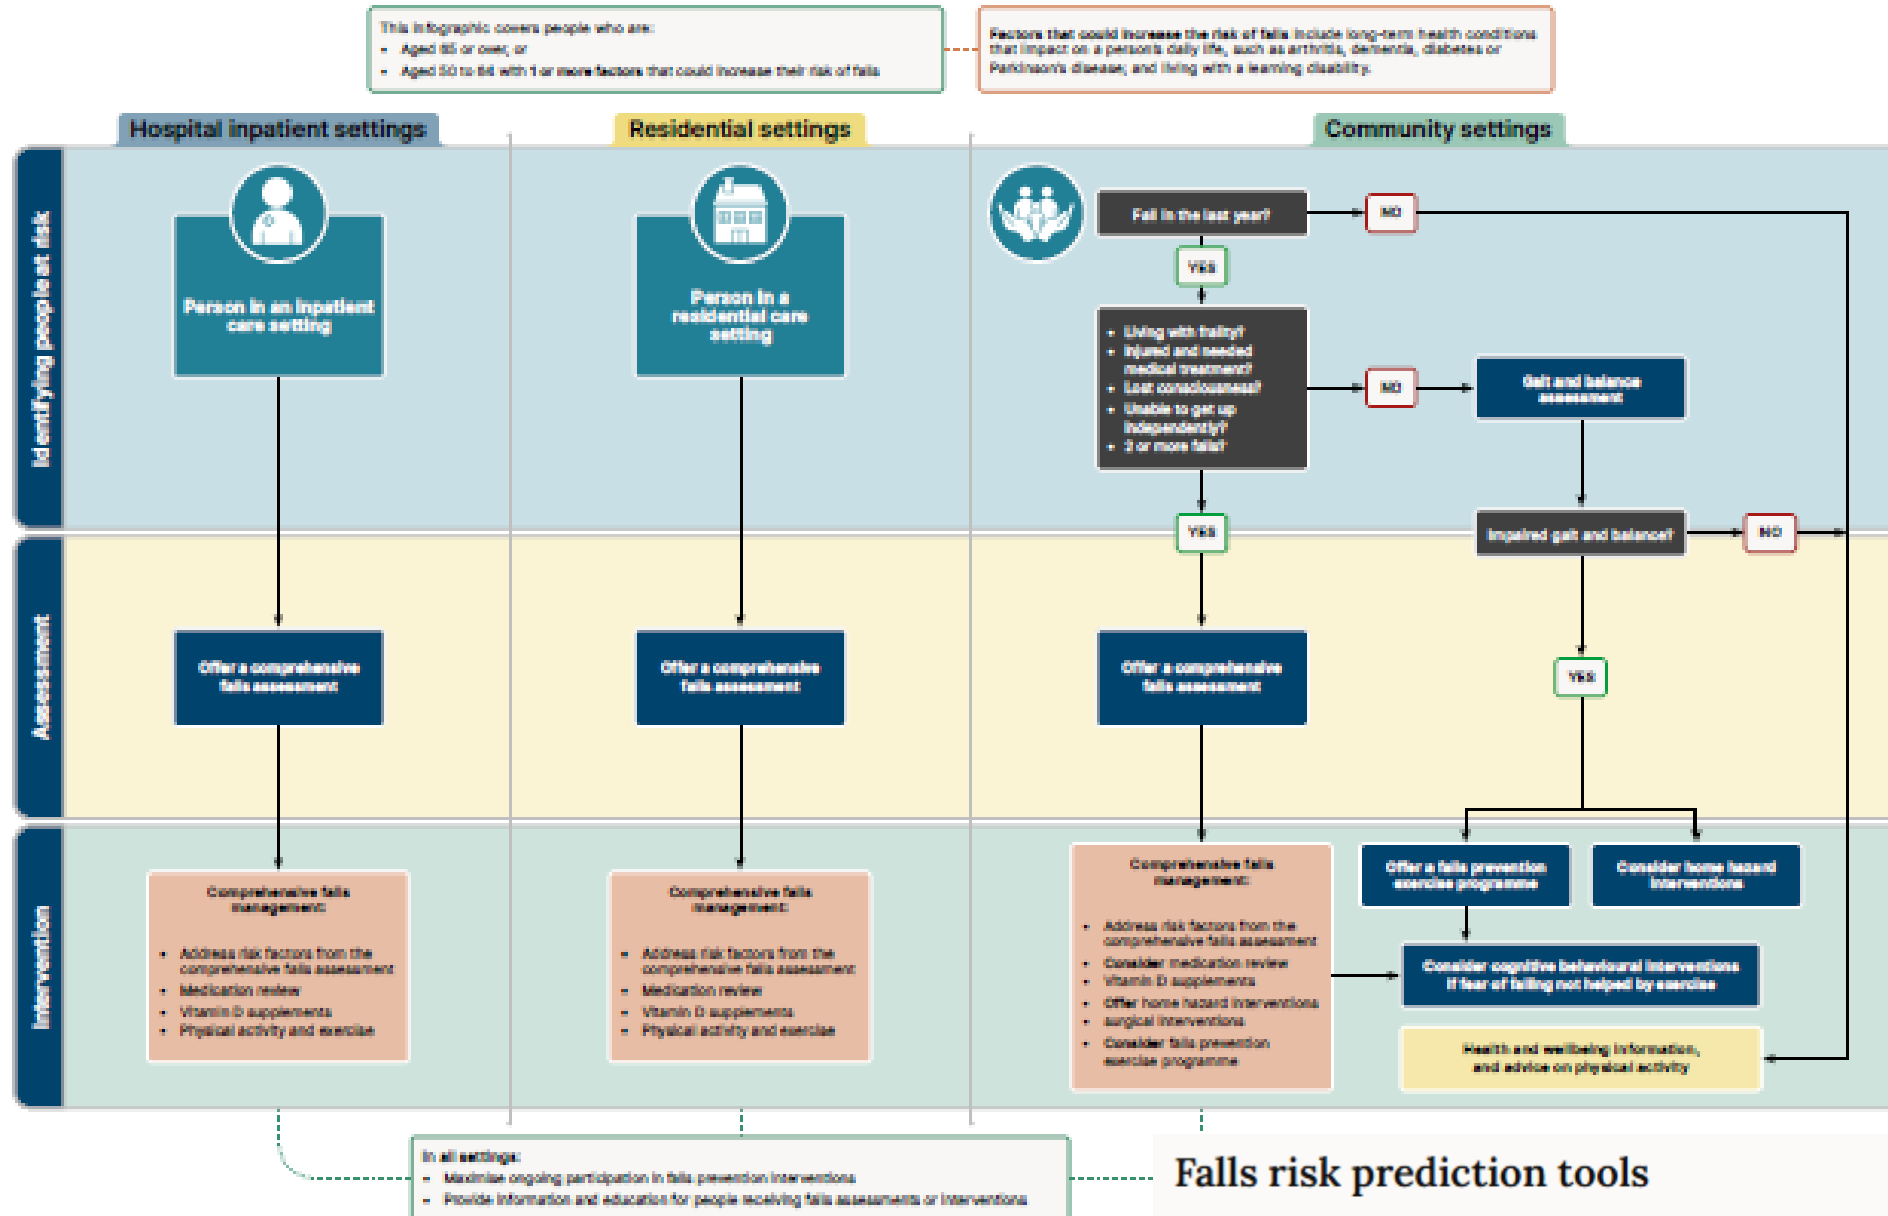 This infographic covers people who are:
• Aged 65 or over, or
• Aged 50 to 64 with 1 or more factors that could increase their risk of falls
Factors that could increase the risk of falls include long-term health conditions
that impact on a person's daily life, such as arthritis, dementia, diabetes or
Parkinson's disease; and living with a learning disability.
Hospital inpatient settings
Residential settings
Community settings
Identifying people at risk
Person in an inpatient
care setting
Person in a
residential care
setting
Fall in the last year?
NO
YES
• Living with frailty?
• Injured and needed
medical treatment?
• Lost consciousness?
• Unable to get up
independently?
• 2 or more falls?
NO
Gait and balance
assessment
YES
Impaired gait and balance?
NO
Assessment
Offer a comprehensive
falls assessment
Offer a comprehensive
falls assessment
Offer a comprehensive
falls assessment
YES
Intervention
Comprehensive falls
management:
• Address risk factors from the
comprehensive falls assessment
• Medication review
• Vitamin D supplements
• Physical activity and exercise
Comprehensive falls
management:
• Address risk factors from the
comprehensive falls assessment
• Medication review
• Vitamin D supplements
• Physical activity and exercise
Comprehensive falls
management:
• Address risk factors from the
comprehensive falls assessment
• Consider medication review
Vitamin D supplements
• Offer home hazard interventions
• surgical interventions
• Consider falls prevention
exercise programme
Offer a falls prevention
exercise programme
Consider home hazard
interventions
Consider cognitive behavioural interventions
if fear of falling not helped by exercise
Health and wellbeing information,
and advice on physical activity
In all settings:
• Maximise ongoing participation in falls prevention interventions
• Provide information and education for people receiving falls assessments or interventions
Falls risk prediction tools